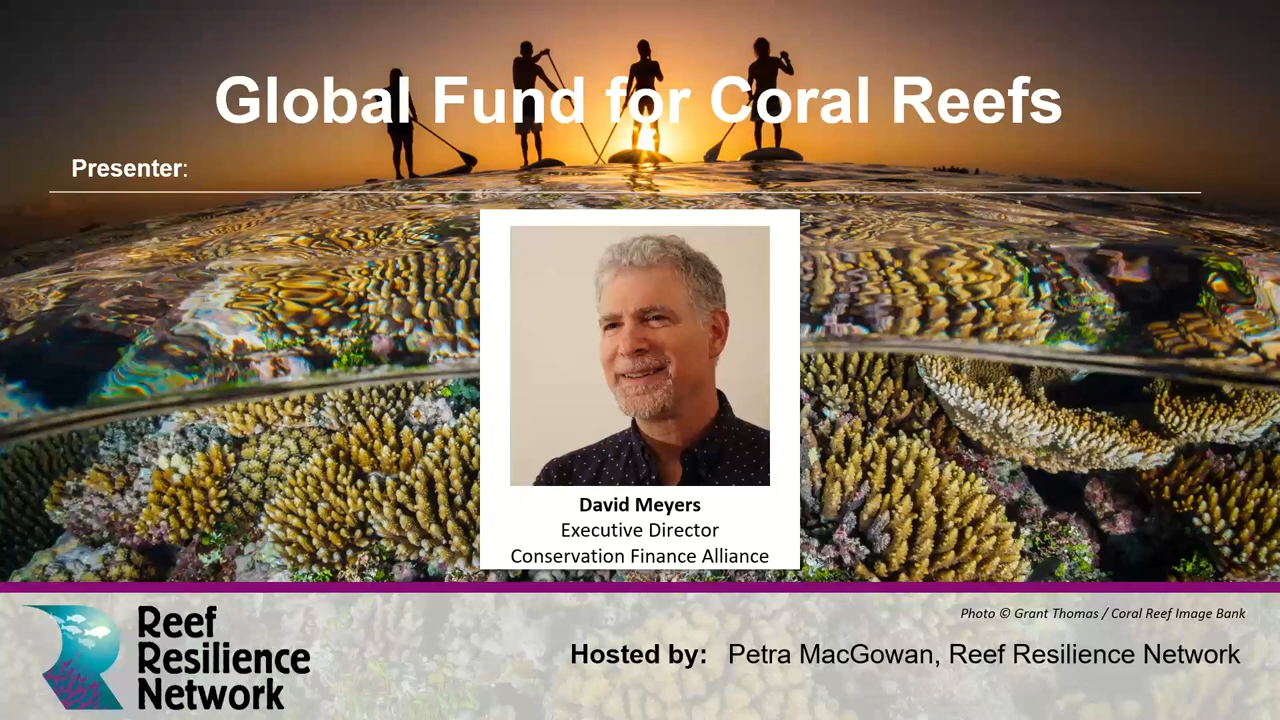 Global Fund for Coral Reefs
Presenter:
David Meyers
Executive Director
Conservation Finance Alliance
Photo © Grant Thomas / Coral Reef Image Bank
Reef
Resilience
Network
Hosted by: Petra MacGowan, Reef Resilience Network